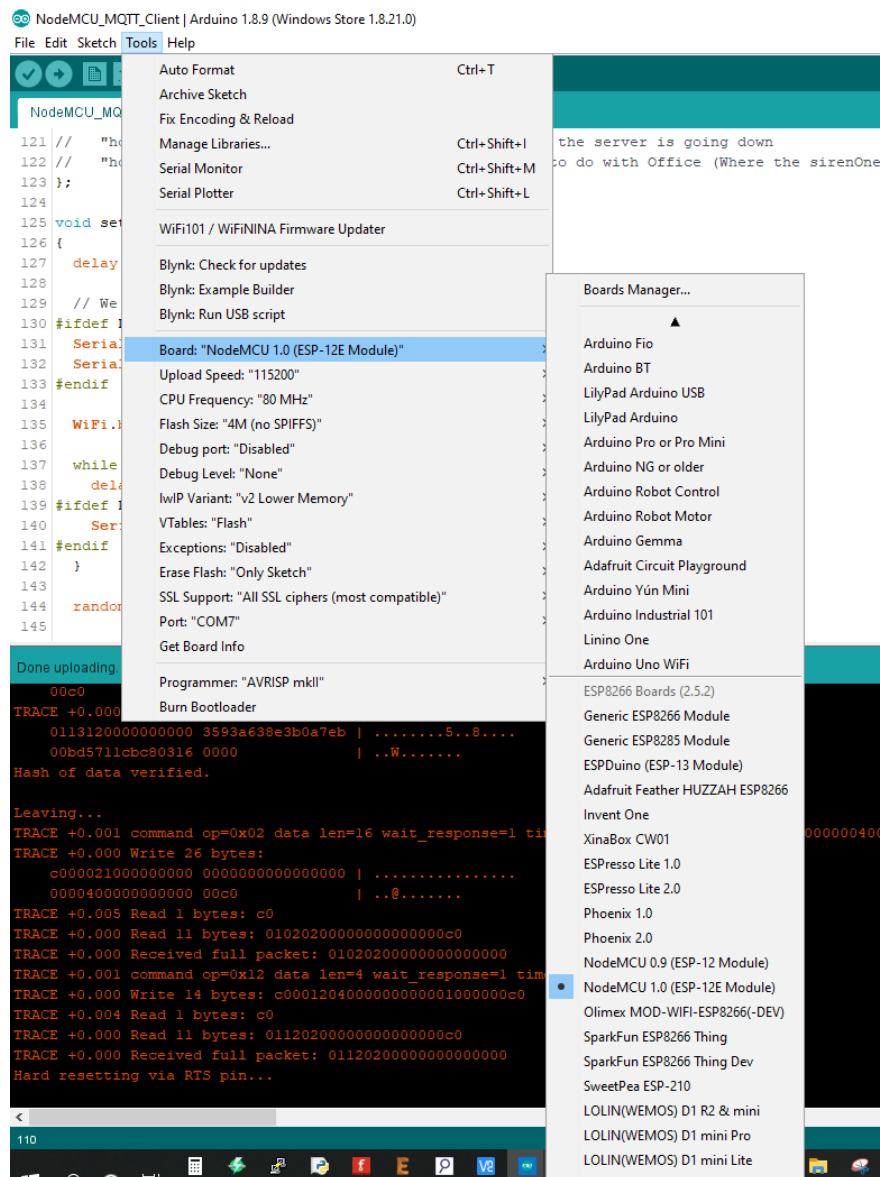 NodeMCU_MQTT_Client | Arduino 1.8.9 (Windows Store 1.8.21.0)
File Edit Sketch Tools Help
NodeMCU_MQ
Auto Format Ctrl+T
Archive Sketch
Fix Encoding & Reload
Manage Libraries... Ctrl+Shift+I
Serial Monitor Ctrl+Shift+M
Serial Plotter Ctrl+Shift+L
WiFi101 / WiFiNINA Firmware Updater
Blynk: Check for updates
Blynk: Example Builder
Blynk: Run USB script
Board: "NodeMCU 1.0 (ESP-12E Module)"
Upload Speed: "115200"
CPU Frequency: "80 MHz"
Flash Size: "4M (no SPIFFS)"
Debug port: "Disabled"
Debug Level: "None"
lwIP Variant: "v2 Lower Memory"
VTables: "Flash"
Exceptions: "Disabled"
Erase Flash: "Only Sketch"
SSL Support: "All SSL ciphers (most compatible)"
Port: "COM7"
Get Board Info
Programmer: "AVRISP mkII"
Burn Bootloader
Boards Manager...
Arduino Fio
Arduino BT
LilyPad Arduino USB
LilyPad Arduino
Arduino Pro or Pro Mini
Arduino NG or older
Arduino Robot Control
Arduino Robot Motor
Arduino Gemma
Adafruit Circuit Playground
Arduino Yún Mini
Arduino Industrial 101
Linino One
Arduino Uno WiFi
ESP8266 Boards (2.5.2)
Generic ESP8266 Module
Generic ESP8285 Module
ESPDuino (ESP-13 Module)
Adafruit Feather HUZZAH ESP8266
Invent One
XinaBox CW01
ESPresso Lite 1.0
ESPresso Lite 2.0
Phoenix 1.0
Phoenix 2.0
NodeMCU 0.9 (ESP-12 Module)
NodeMCU 1.0 (ESP-12E Module)
Olimex MOD-WIFI-ESP8266(-DEV)
SparkFun ESP8266 Thing
SparkFun ESP8266 Thing Dev
SweetPea ESP-210
LOLIN(WEMOS) D1 R2 & mini
LOLIN(WEMOS) D1 mini Pro
LOLIN(WEMOS) D1 mini Lite
121 // "ho the server is going down
122 // "ho to do with Office (Where the sirenOne
123 };
124
125 void set
126 {
127 delay
128
129 // We
130 #ifdef
131 Serial
132 Serial
133 #endif
134
135 WiFi.
136
137 while
138 dela
139 #ifdef
140 Ser
141 #endif
142 }
143
144 random
145
Done uploading.
00c0
TRACE +0.000
0113120000000000 3593a638e3b0a7eb | ........5..8....
00bd5711cbc80316 0000 | ..W.......
Hash of data verified.
Leaving...
TRACE +0.001 command op=0x02 data len=16 wait_response=1 tim 000000400
TRACE +0.000 Write 26 bytes:
c000021000000000 0000000000000000 | ................
0000400000000000 00c0 | ..@.......
TRACE +0.005 Read 1 bytes: c0
TRACE +0.000 Read 11 bytes: 01020200000000000000c0
TRACE +0.000 Received full packet: 01020200000000000000
TRACE +0.001 command op=0x12 data len=4 wait_response=1 tim
TRACE +0.000 Write 14 bytes: c0001204000000000001000000c0
TRACE +0.004 Read 1 bytes: c0
TRACE +0.000 Read 11 bytes: 01120200000000000000c0
TRACE +0.000 Received full packet: 01120200000000000000
Hard resetting via RTS pin...
110